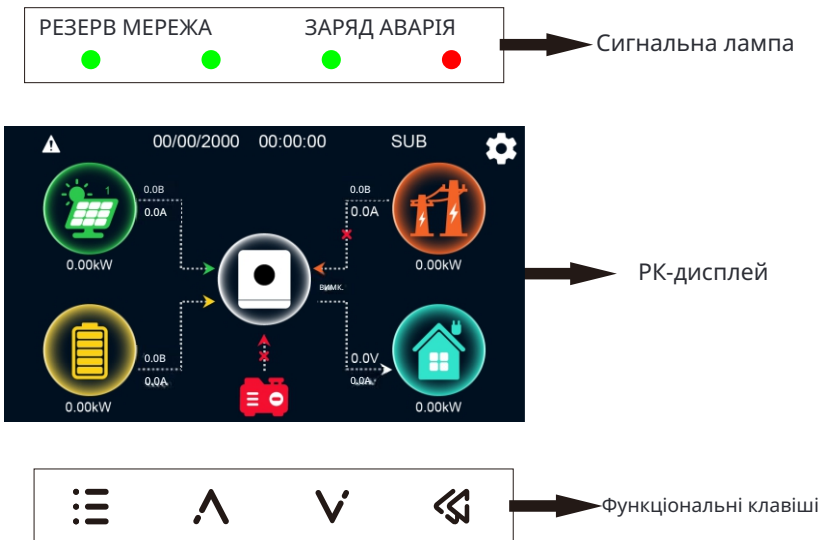 РЕЗЕРВ МЕРЕЖА ЗАРЯД АВАРІЯ
Сигнальна лампа
00/00/2000 00:00:00 SUB
1
0.0В
0.0A
0.00kW
0.0В
0.0A
0.00kW
РК-дисплей
ВИМК.
0.0В
0.0A
0.00kW
0.0V
0.0A
0.00kW
Функціональні клавіші